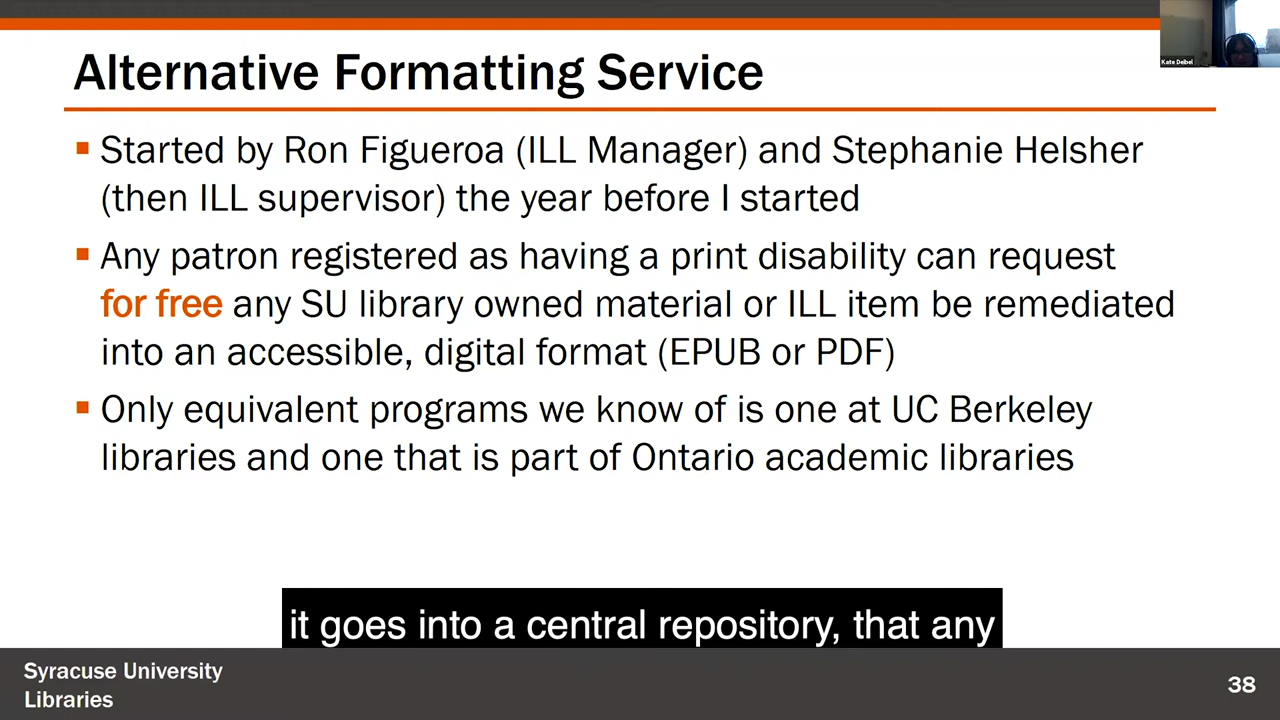 Kate Deibel
Alternative Formatting Service
Started by Ron Figueroa (ILL Manager) and Stephanie Helsher
(then ILL supervisor) the year before I started
Any patron registered as having a print disability can request
for free any SU library owned material or ILL item be remediated
into an accessible, digital format (EPUB or PDF)
Only equivalent programs we know of is one at UC Berkeley
libraries and one that is part of Ontario academic libraries
it goes into a central repository, that any
Syracuse University
Libraries
38